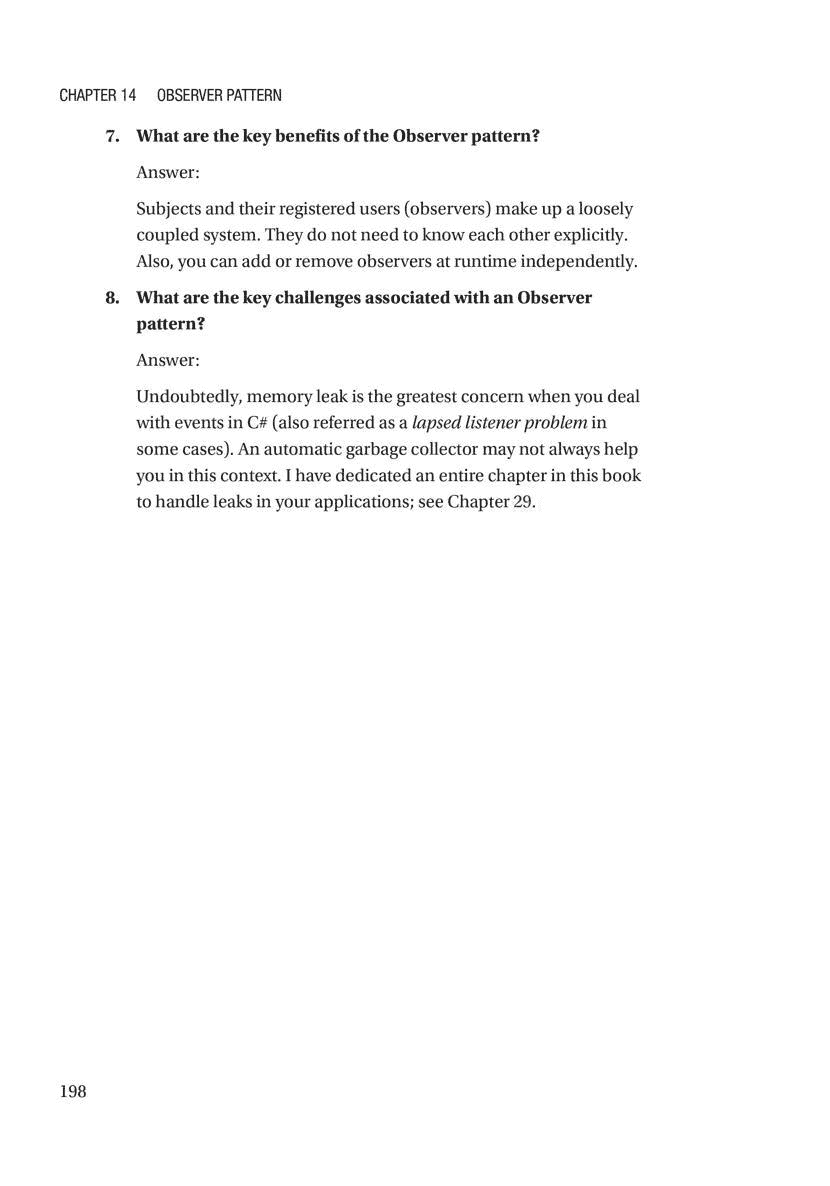 CHAPTER 14 OBSERVER PATTERN
7. What are the key benefits of the Observer pattern?
Answer:
Subjects and their registered users (observers) make up a loosely
coupled system. They do not need to know each other explicitly.
Also, you can add or remove observers at runtime independently.
8. What are the key challenges associated with an Observer
pattern?
Answer:
Undoubtedly, memory leak is the greatest concern when you deal
with events in C# (also referred as a lapsed listener problem in
some cases). An automatic garbage collector may not always help
you in this context. I have dedicated an entire chapter in this book
to handle leaks in your applications; see Chapter 29.
198